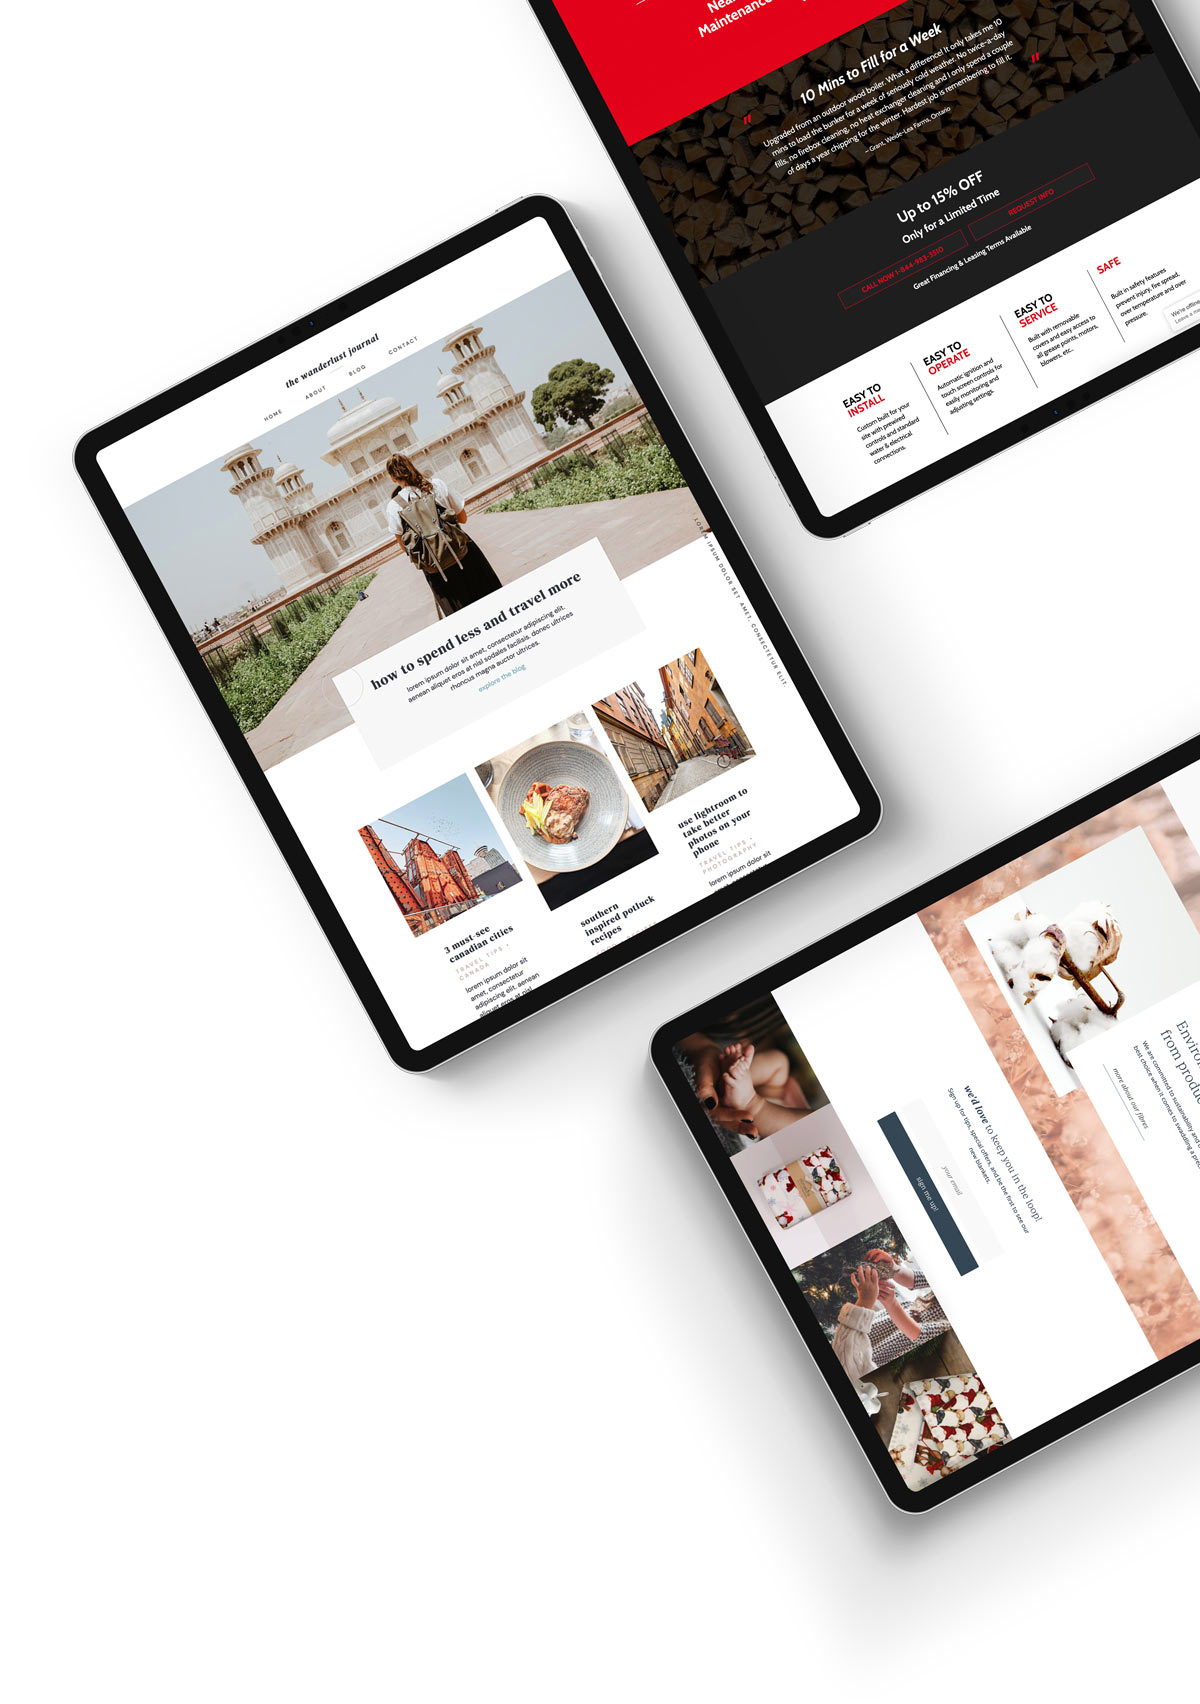 the wanderlust journal
HOME ABOUT BLOG CONTACT
how to spend less and travel more
lorem ipsum dolor sit amet, consectetur adipiscing elit.
aenean aliquet eros at nisl sodales facilisis. donec ultrices
rhoncus magna auctor ultrices.
explore the blog
LOREM IPSUM DOLOR SET AMET, CONSECTETUR ELIT.
3 must-see
canadian cities
TRAVEL TIPS •
CANADA
lorem ipsum dolor sit
amet, consectetur
adipiscing elit. aenean
aliquet eros at nisl
southern
inspired potluck
recipes
use lightroom to
take better
photos on your
phone
TRAVEL TIPS •
PHOTOGRAPHY
lorem ipsum dolor sit
Maintenance
10 Mins to Fill for a Week
"
Upgraded from an outdoor wood boiler. What a difference! It only takes me 10
mins to load the bunker for a week of seriously cold weather. No twice-a-day
fills, no firebox cleaning, no heat exchanger cleaning and I only spend a couple
of days a year chipping for the winter. Hardest job is remembering to fill it.
"
– Grant, Weide-Lea Farms, Ontario
Up to 15% OFF
Only for a Limited Time
CALL NOW 1-844-983-3310
REQUEST INFO
Great Financing & Leasing Terms Available
EASY TO
INSTALL
Custom built for your
site with prewired
controls and standard
water & electrical
connections.
EASY TO
OPERATE
Automatic ignition and
touch screen controls for
easily monitoring and
adjusting settings.
EASY TO
SERVICE
Built with removable
covers and easy access to
all grease points, motors,
blowers, etc..
SAFE
Built in safety features
prevent injury, fire spread,
over temperature and over
pressure.
We're offline
Leave a
from
We are committed to sustainability and
best choice when it comes to swaddling a
more about our fibres
we'd love to keep you in the loop!
Sign up for tips, special offers, and be the first to see our
new blankets.
your email
sign me up!